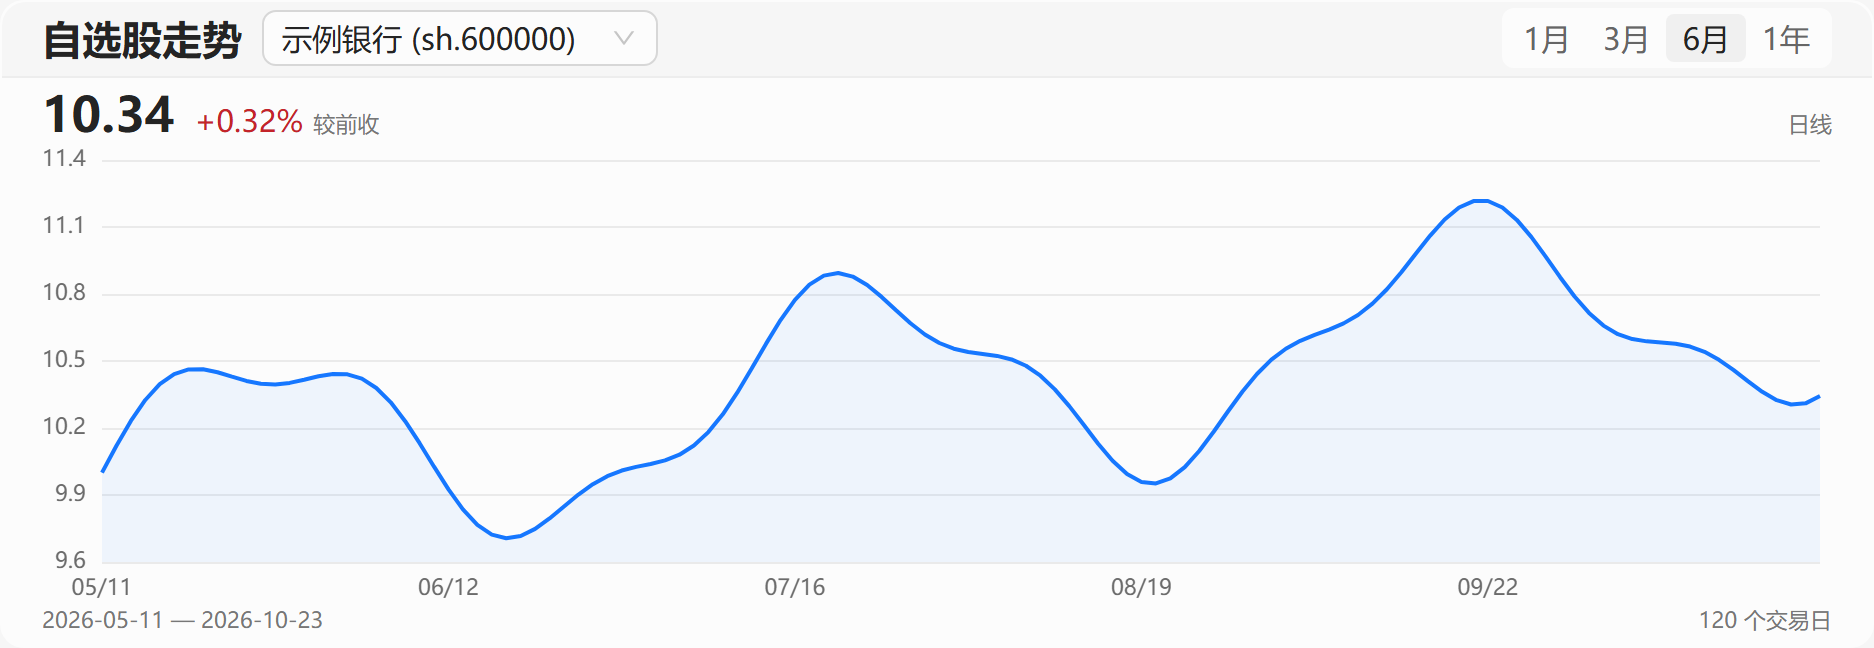 自选股走势 示例银行 (sh.600000) 1月 3月 6月 1年
10.34 +0.32% 较前收 日线
11.4
11.1
10.8
10.5
10.2
9.9
9.6
05/11 06/12 07/16 08/19 09/22
2026-05-11 — 2026-10-23 120 个交易日